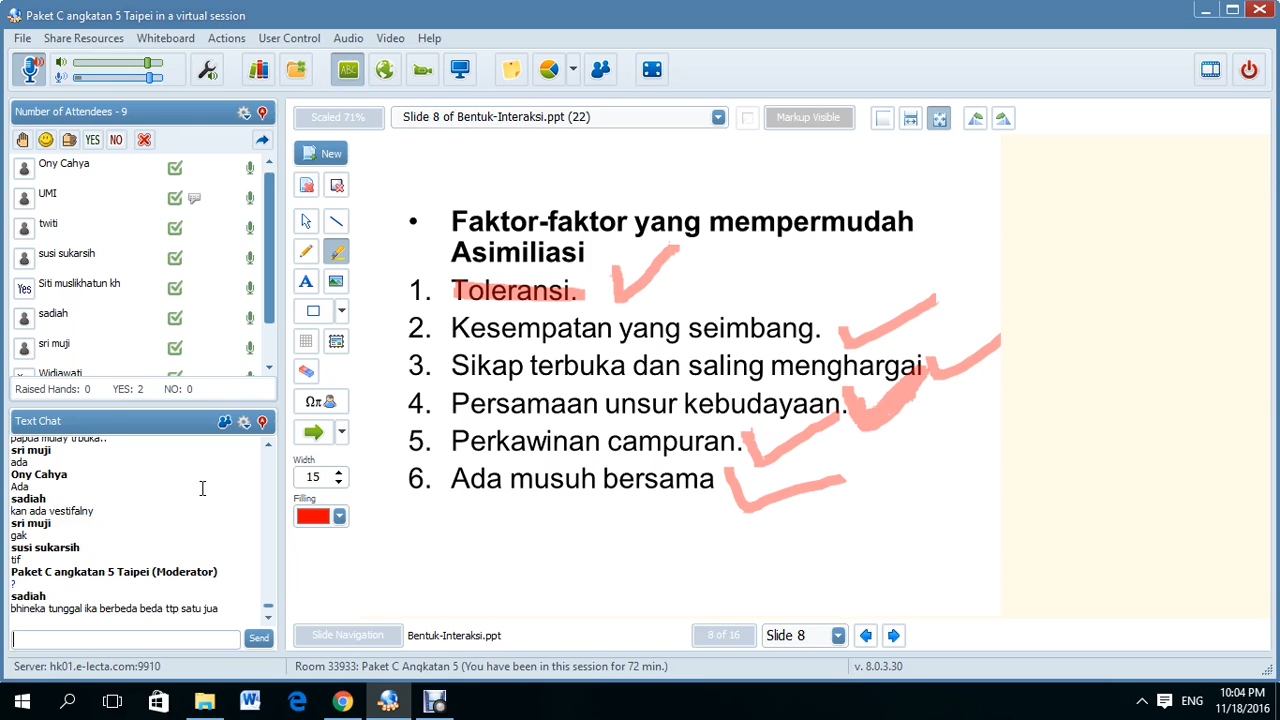 Paket C angkatan 5 Taipei in a virtual session
File Share Resources Whiteboard Actions User Control Audio Video Help
ABC
Number of Attendees - 9
YES NO
Ony Cahya
UMI
twiti
susi sukarsih
Yes Siti muslikhatun kh
sadiah
sri muji
Widiawati
Raised Hands: 0 YES: 2 NO: 0
Text Chat
papua mulay trbuka..
sri muji
ada
Ony Cahya
Ada
sadiah
kan ada vestifalny
sri muji
gak
susi sukarsih
tif
Paket C angkatan 5 Taipei (Moderator)
?
sadiah
bhineka tunggal ika berbeda beda ttp satu jua
Send
Scaled 71%
Slide 8 of Bentuk-Interaksi.ppt (22)
Markup Visible
New
A
Ωπ
Width
15
Filling
• Faktor-faktor yang mempermudah
Asimiliasi
1. Toleransi.
2. Kesempatan yang seimbang.
3. Sikap terbuka dan saling menghargai
4. Persamaan unsur kebudayaan.
5. Perkawinan campuran.
6. Ada musuh bersama
Slide Navigation Bentuk-Interaksi.ppt 8 of 16 Slide 8
Server: hk01.e-lecta.com:9910 Room 33933: Paket C Angkatan 5 (You have been in this session for 72 min.) v. 8.0.3.30
W
ENG
10:04 PM
11/18/2016